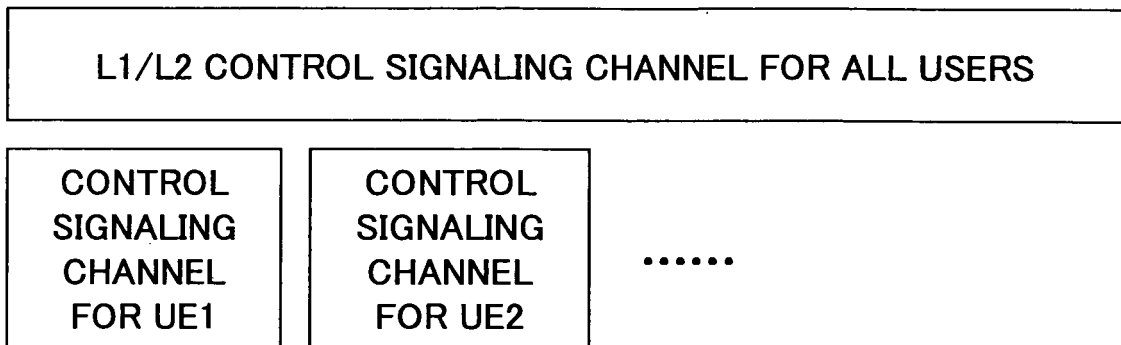 L1/L2 CONTROL SIGNALING CHANNEL FOR ALL USERS
CONTROL
SIGNALING
CHANNEL
FOR UE1
CONTROL
SIGNALING
CHANNEL
FOR UE2
......